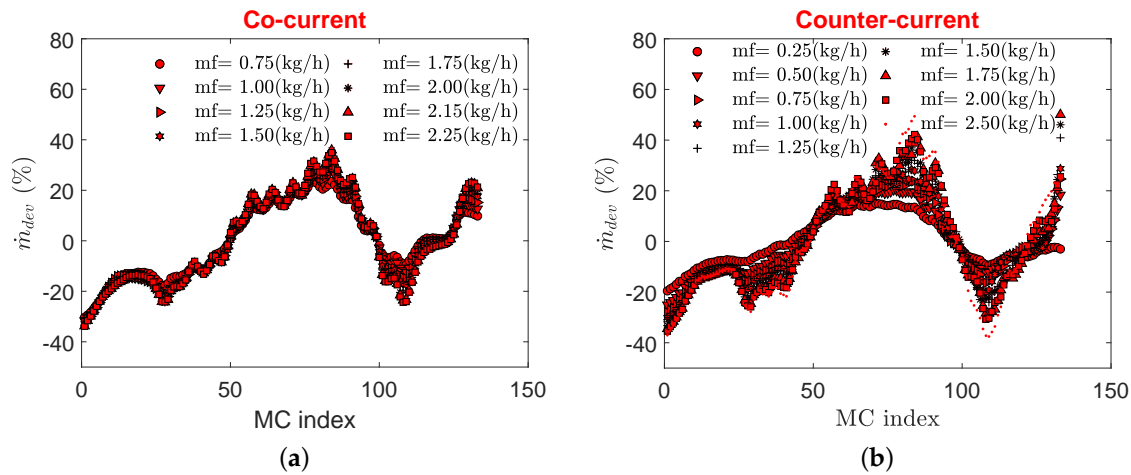 Co-current
80
60
40
20
0
-20
-40
ṁ_dev (%)
mf= 0.75(kg/h)
mf= 1.00(kg/h)
mf= 1.25(kg/h)
mf= 1.50(kg/h)
mf= 1.75(kg/h)
mf= 2.00(kg/h)
mf= 2.15(kg/h)
mf= 2.25(kg/h)
0 50 100 150
MC index
(a)
Counter-current
80
60
40
20
0
-20
-40
-60
ṁ_dev (%)
mf= 0.25(kg/h)
mf= 0.50(kg/h)
mf= 0.75(kg/h)
mf= 1.00(kg/h)
mf= 1.25(kg/h)
mf= 1.50(kg/h)
mf= 1.75(kg/h)
mf= 2.00(kg/h)
mf= 2.50(kg/h)
0 50 100 150
MC index
(b)